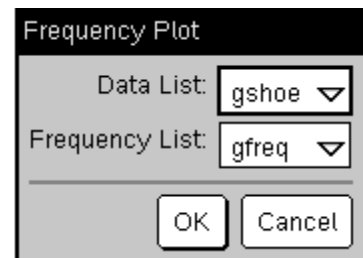 Frequency Plot
Data List: gshoe
Frequency List: gfreq
OK Cancel